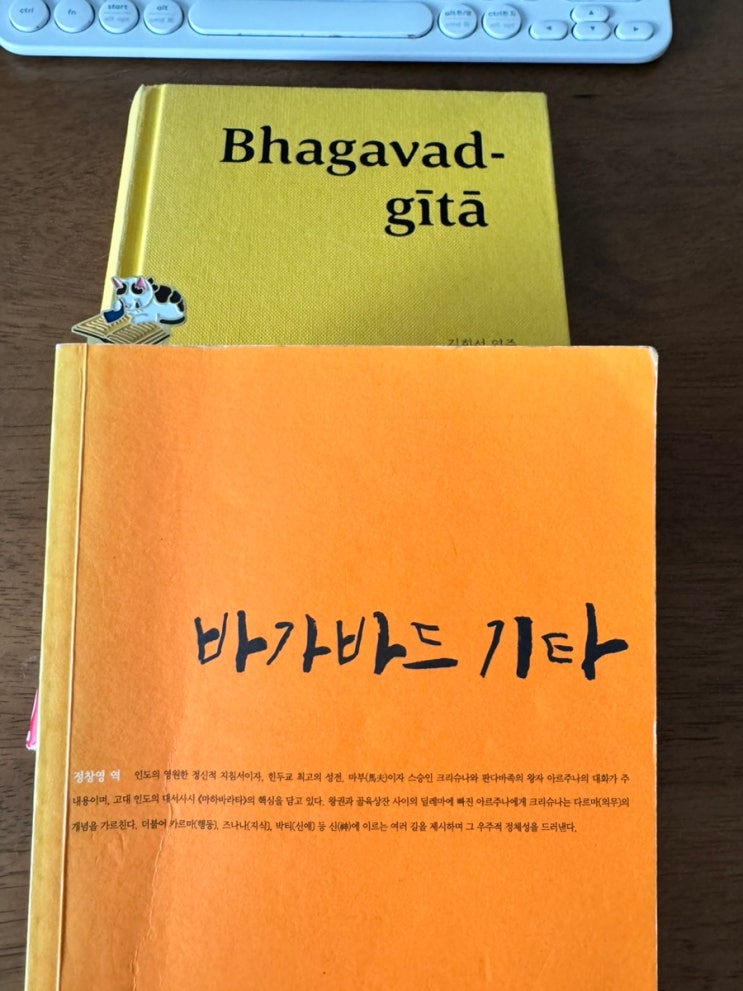 ctrl
fn
start
cmd
alt
cmd
alt
ctrl
alt opt
Bhagavad-
gītā
바가바드 기타
정창영 역 인도의 영원한 정신적 지침서이자, 힌두교 최고의 성전. 마부(馬夫)이자 스승인 크리슈나와 판다바족의 왕자 아르주나의 대화가 주
내용이며, 고대 인도의 대서사시 《마하바라타》의 핵심을 담고 있다. 왕권과 골육상잔 사이의 딜레마에 빠진 아르주나에게 크리슈나는 다르마(의무)의
개념을 가르친다. 더불어 카르마(행동), 즈나나(지식), 박티(신애) 등 신(神)에 이르는 여러 길을 제시하며 그 우주적 정체성을 드러낸다.